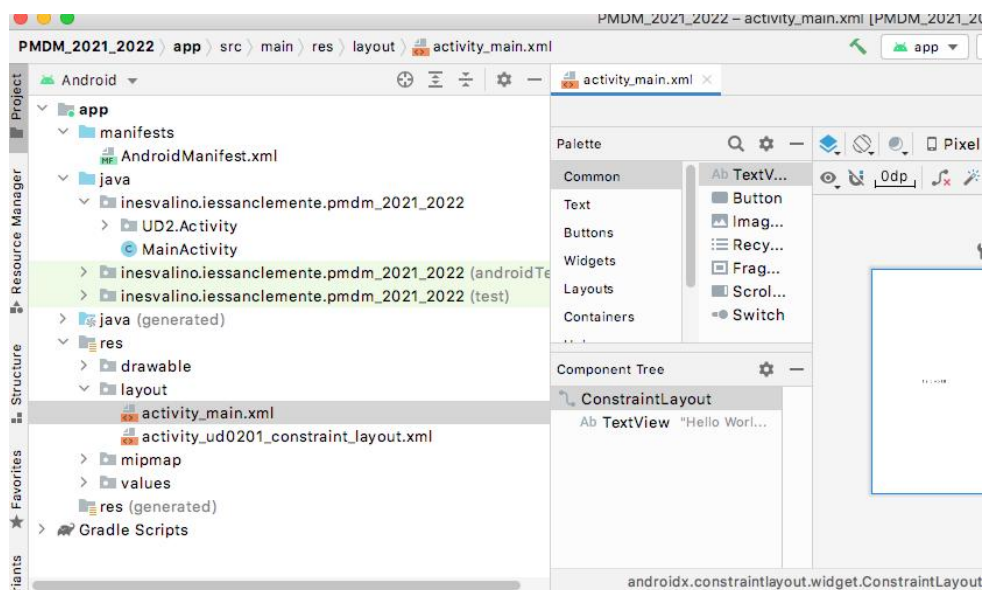 PMDM_2021_2022 – activity_main.xml [PMDM_2021_20
PMDM_2021_2022 app src main res layout activity_main.xml
app
Project
Resource Manager
Structure
Favorites
riants
Android
app
manifests
AndroidManifest.xml
java
inesvalino.iessanclemente.pmdm_2021_2022
UD2.Activity
MainActivity
inesvalino.iessanclemente.pmdm_2021_2022 (androidTe
inesvalino.iessanclemente.pmdm_2021_2022 (test)
java (generated)
res
drawable
layout
activity_main.xml
activity_ud0201_constraint_layout.xml
mipmap
values
res (generated)
Gradle Scripts
activity_main.xml
Palette
Pixel
0dp
Common
Text
Buttons
Widgets
Layouts
Containers
Ab TextV...
Button
Imag...
Recy...
Frag...
Scrol...
Switch
Component Tree
ConstraintLayout
Ab TextView "Hello Worl...
androidx.constraintlayout.widget.ConstraintLayout